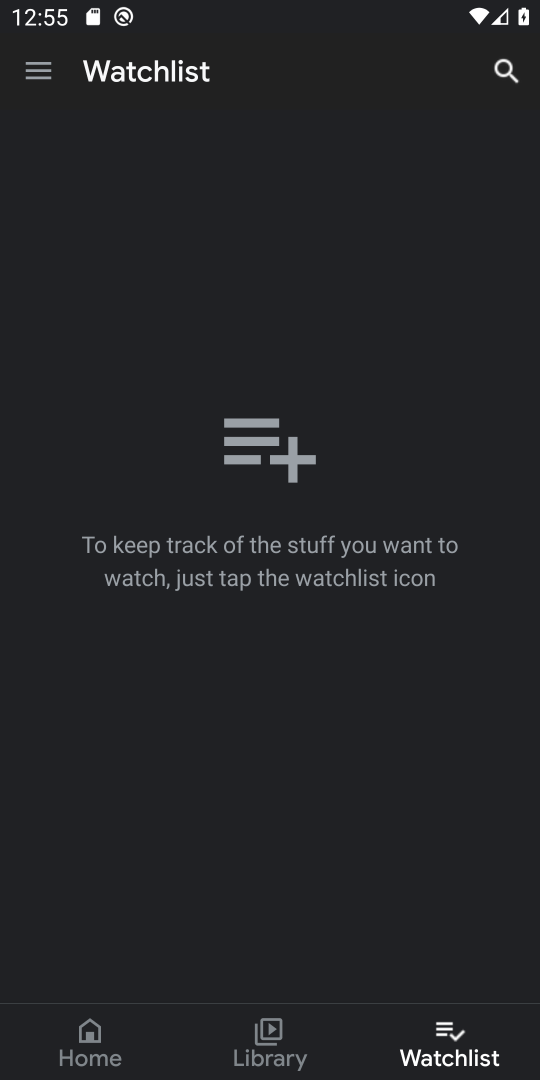 12:55
Watchlist
To keep track of the stuff you want to
watch, just tap the watchlist icon
Home
Library
Watchlist